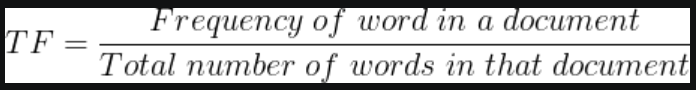 TF = Frequency of word in a document
Total number of words in that document